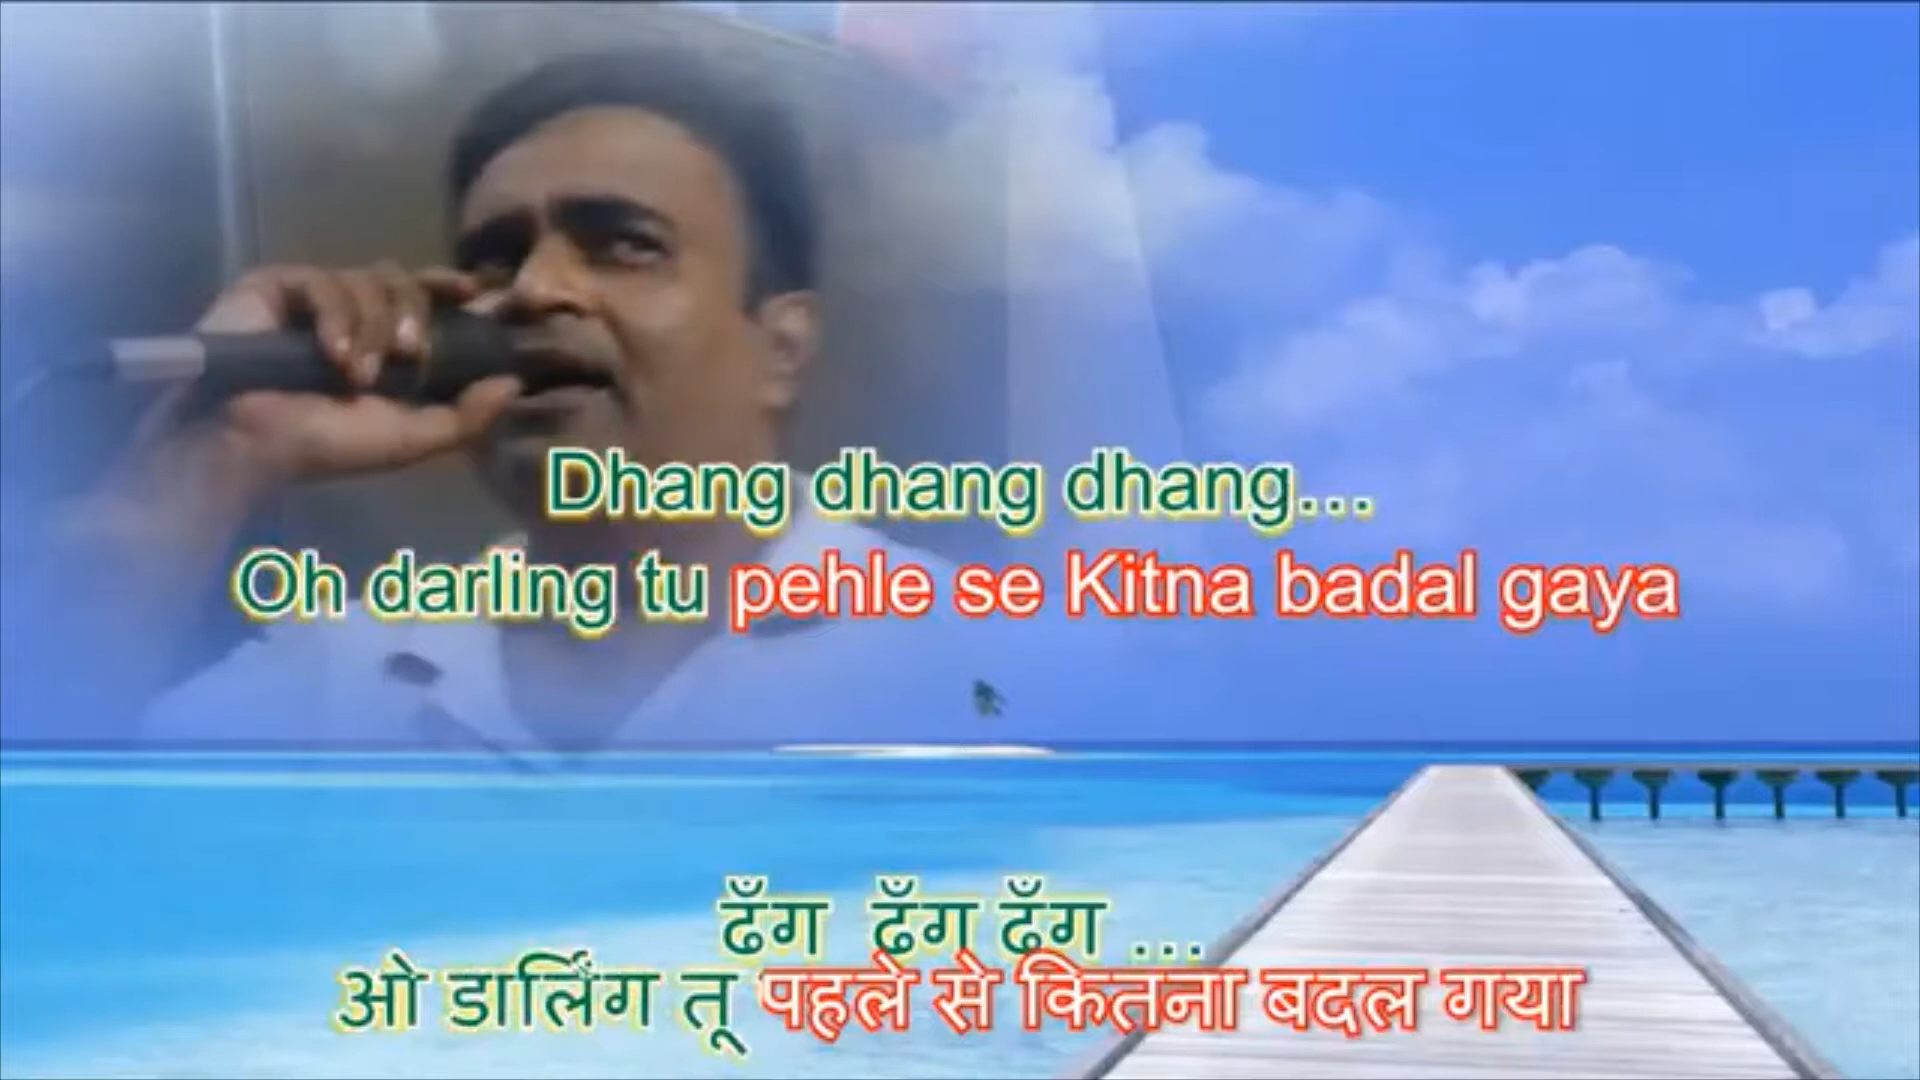 Dhang dhang dhang...
Oh darling tu pehle se Kitna badal gaya
ढँग ढँग ढँग ...
ओ डार्लिंग तू पहले से कितना बदल गया